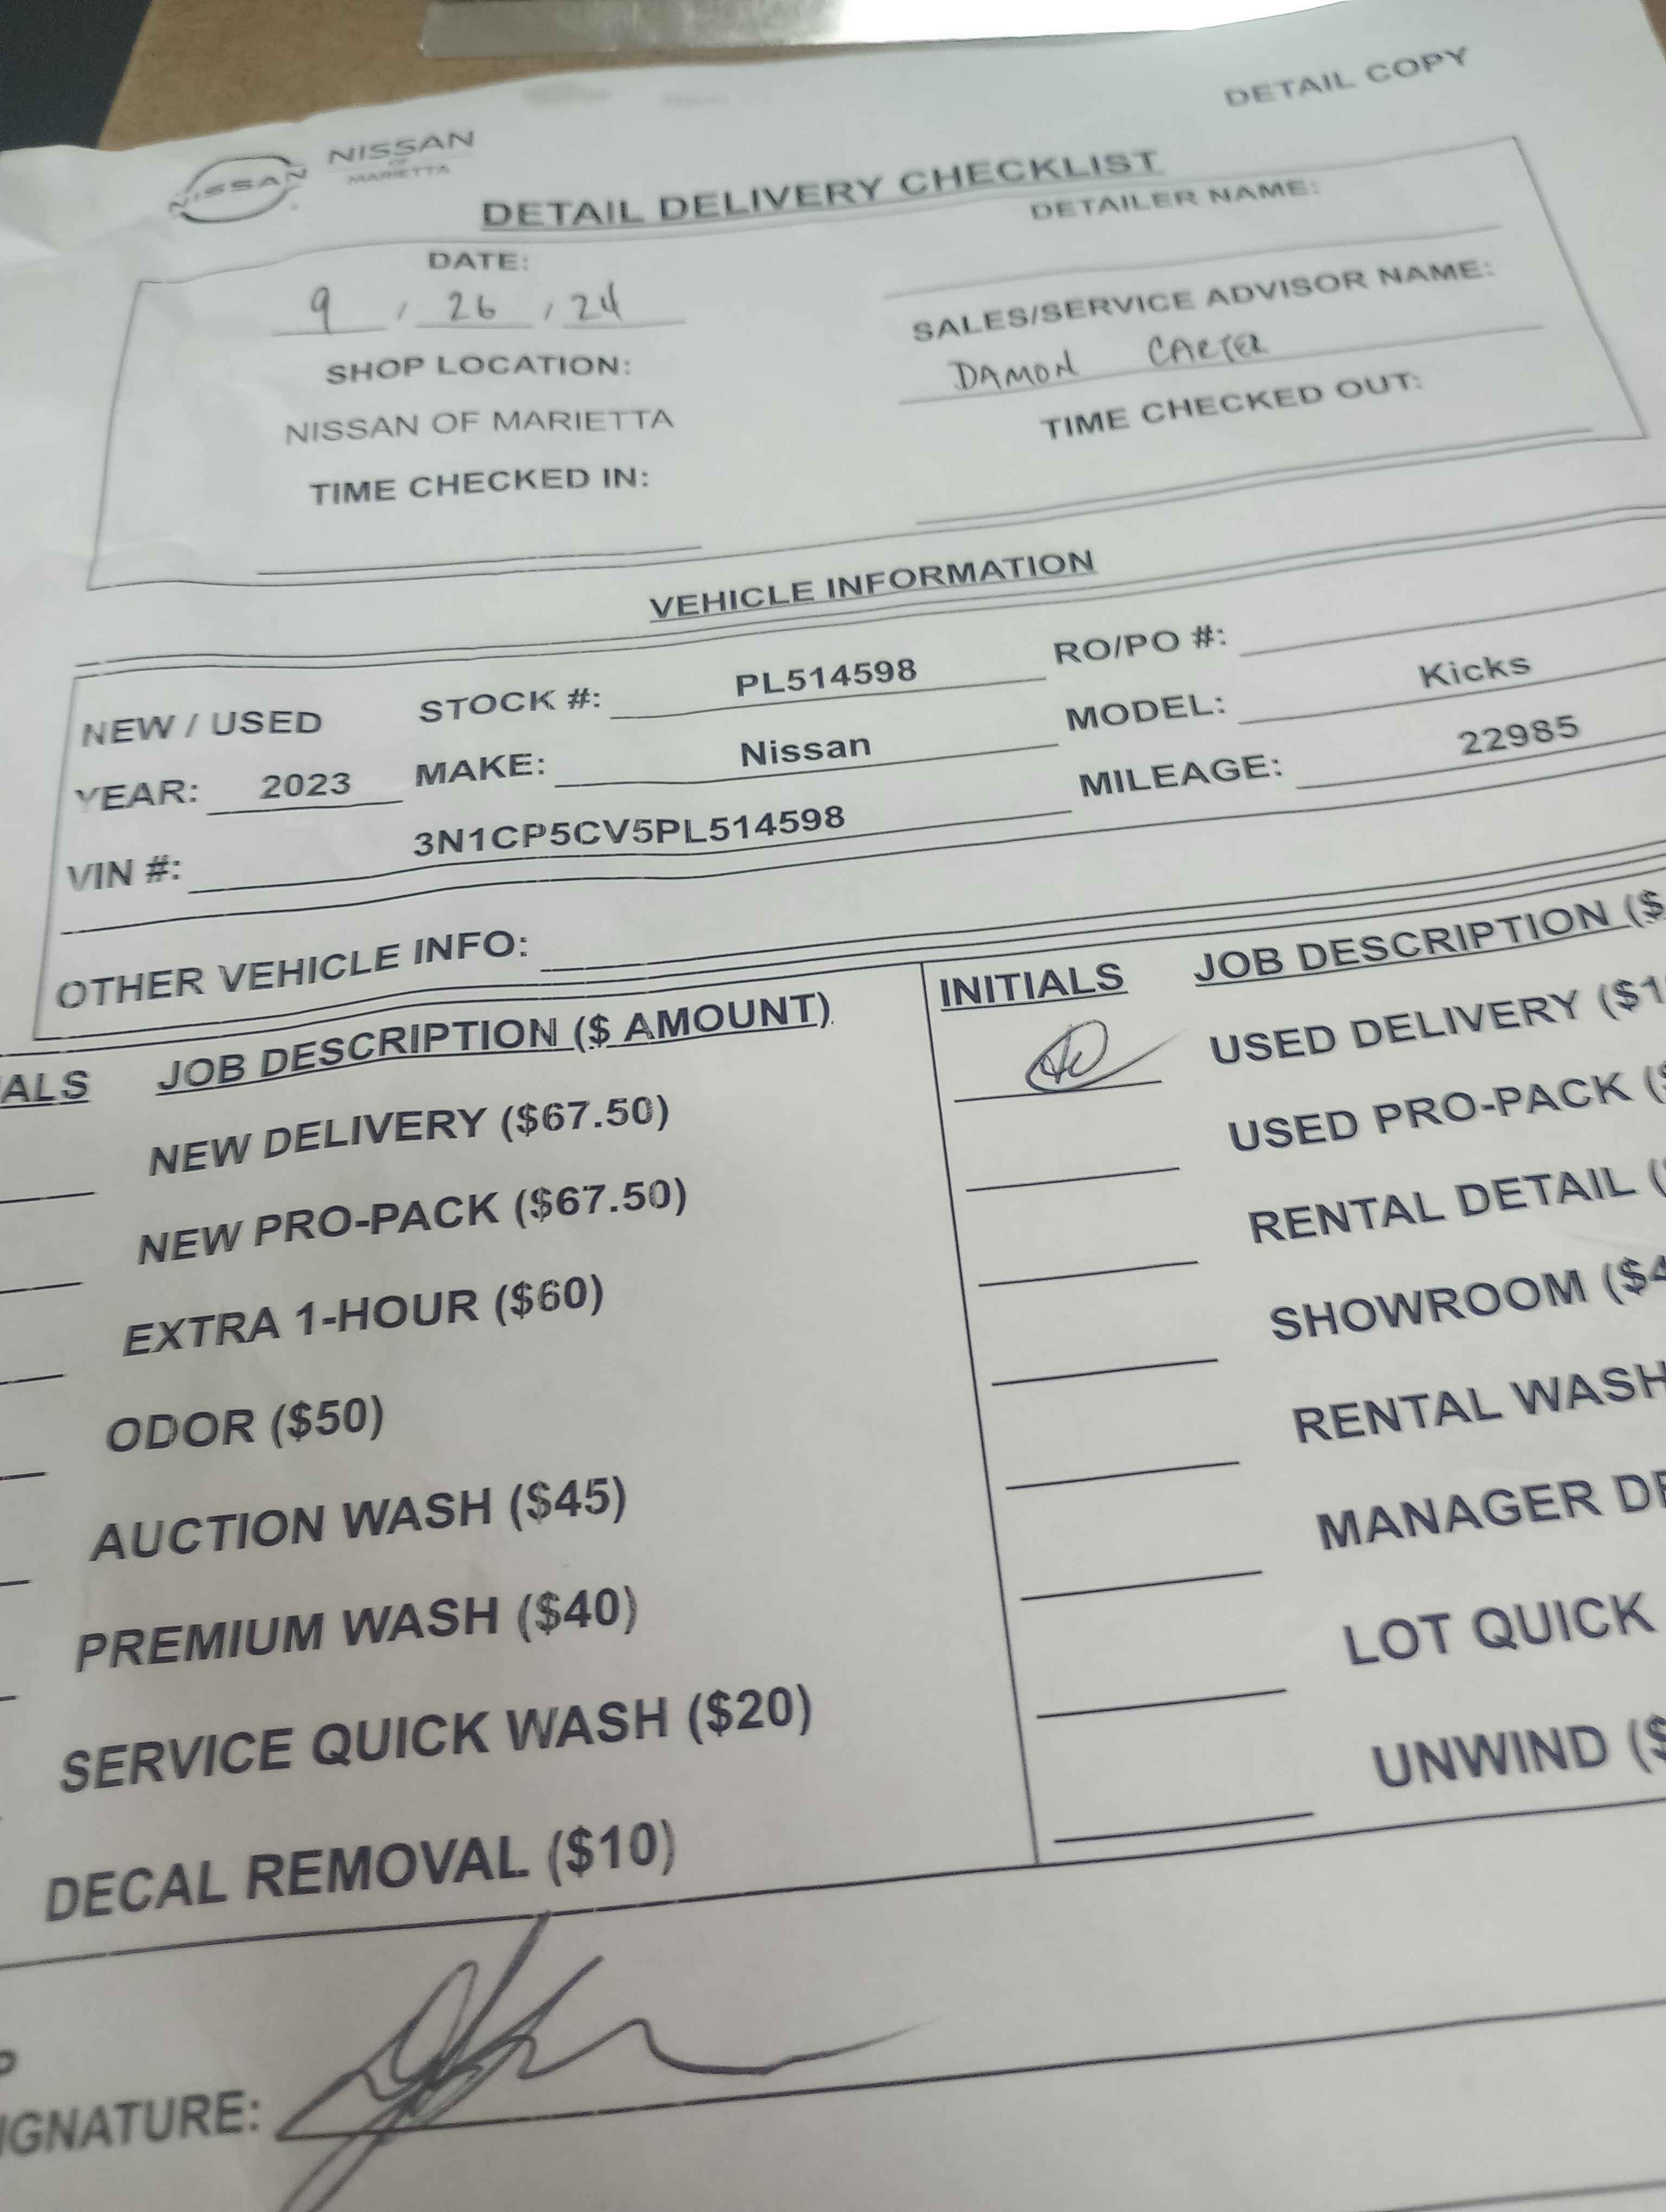 DETAIL COPY
NISSAN
NISSAN
OF
MARIETTA
DETAIL DELIVERY CHECKLIST
DATE:
9 / 26 / 24
SHOP LOCATION:
NISSAN OF MARIETTA
TIME CHECKED IN:
DETAILER NAME:
SALES/SERVICE ADVISOR NAME:
DAMON CARTER
TIME CHECKED OUT:
VEHICLE INFORMATION
NEW / USED STOCK #: PL514598 RO/PO #:
YEAR: 2023 MAKE: Nissan MODEL: Kicks
VIN #: 3N1CP5CV5PL514598 MILEAGE: 22985
OTHER VEHICLE INFO:
ALS JOB DESCRIPTION ($ AMOUNT)
NEW DELIVERY ($67.50)
NEW PRO-PACK ($67.50)
EXTRA 1-HOUR ($60)
ODOR ($50)
AUCTION WASH ($45)
PREMIUM WASH ($40)
SERVICE QUICK WASH ($20)
DECAL REMOVAL ($10)
INITIALS JOB DESCRIPTION ($
USED DELIVERY ($1
USED PRO-PACK ($
RENTAL DETAIL (
SHOWROOM ($4
RENTAL WASH
MANAGER DE
LOT QUICK
UNWIND ($
IGNATURE: